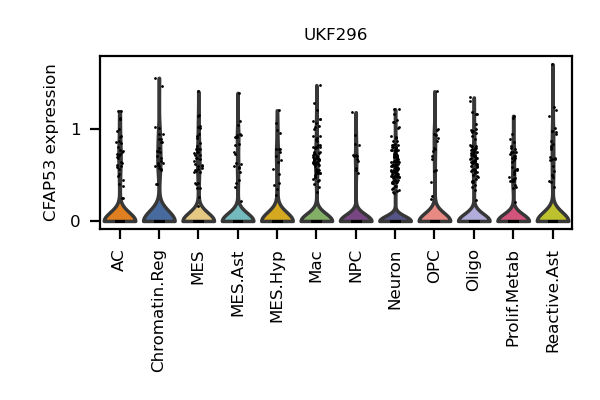 UKF296
CFAP53 expression
1
0
AC
Chromatin.Reg
MES
MES.Ast
MES.Hyp
Mac
NPC
Neuron
OPC
Oligo
Prolif.Metab
Reactive.Ast